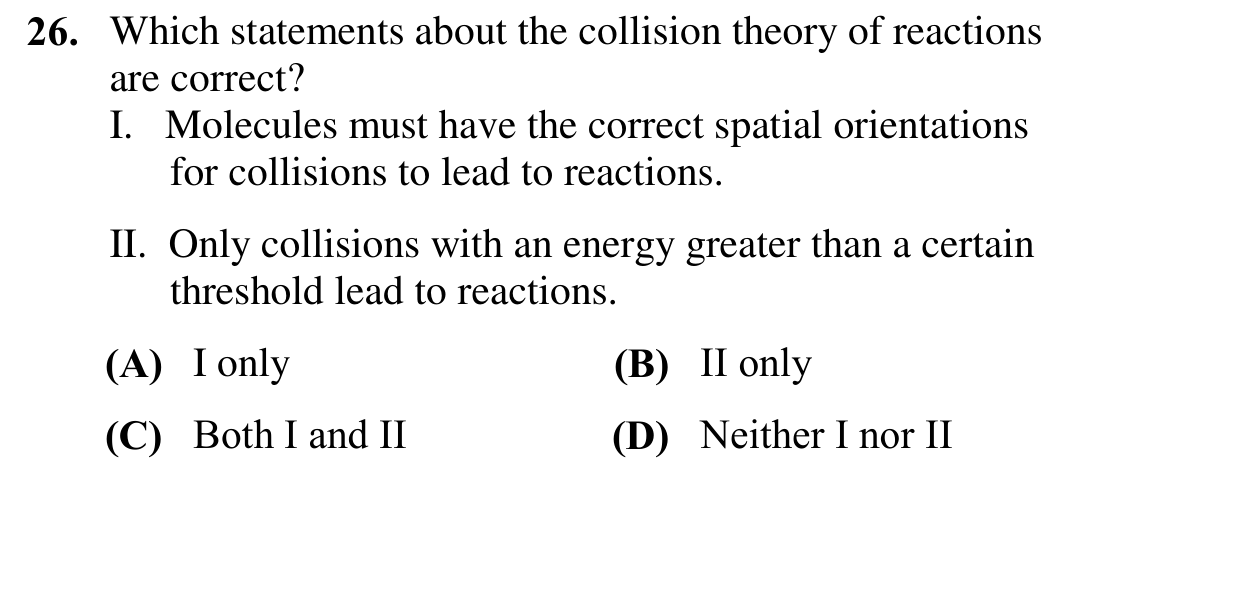 26. Which statements about the collision theory of reactions
are correct?
I. Molecules must have the correct spatial orientations
for collisions to lead to reactions.
II. Only collisions with an energy greater than a certain
threshold lead to reactions.
(A) I only (B) II only
(C) Both I and II (D) Neither I nor II